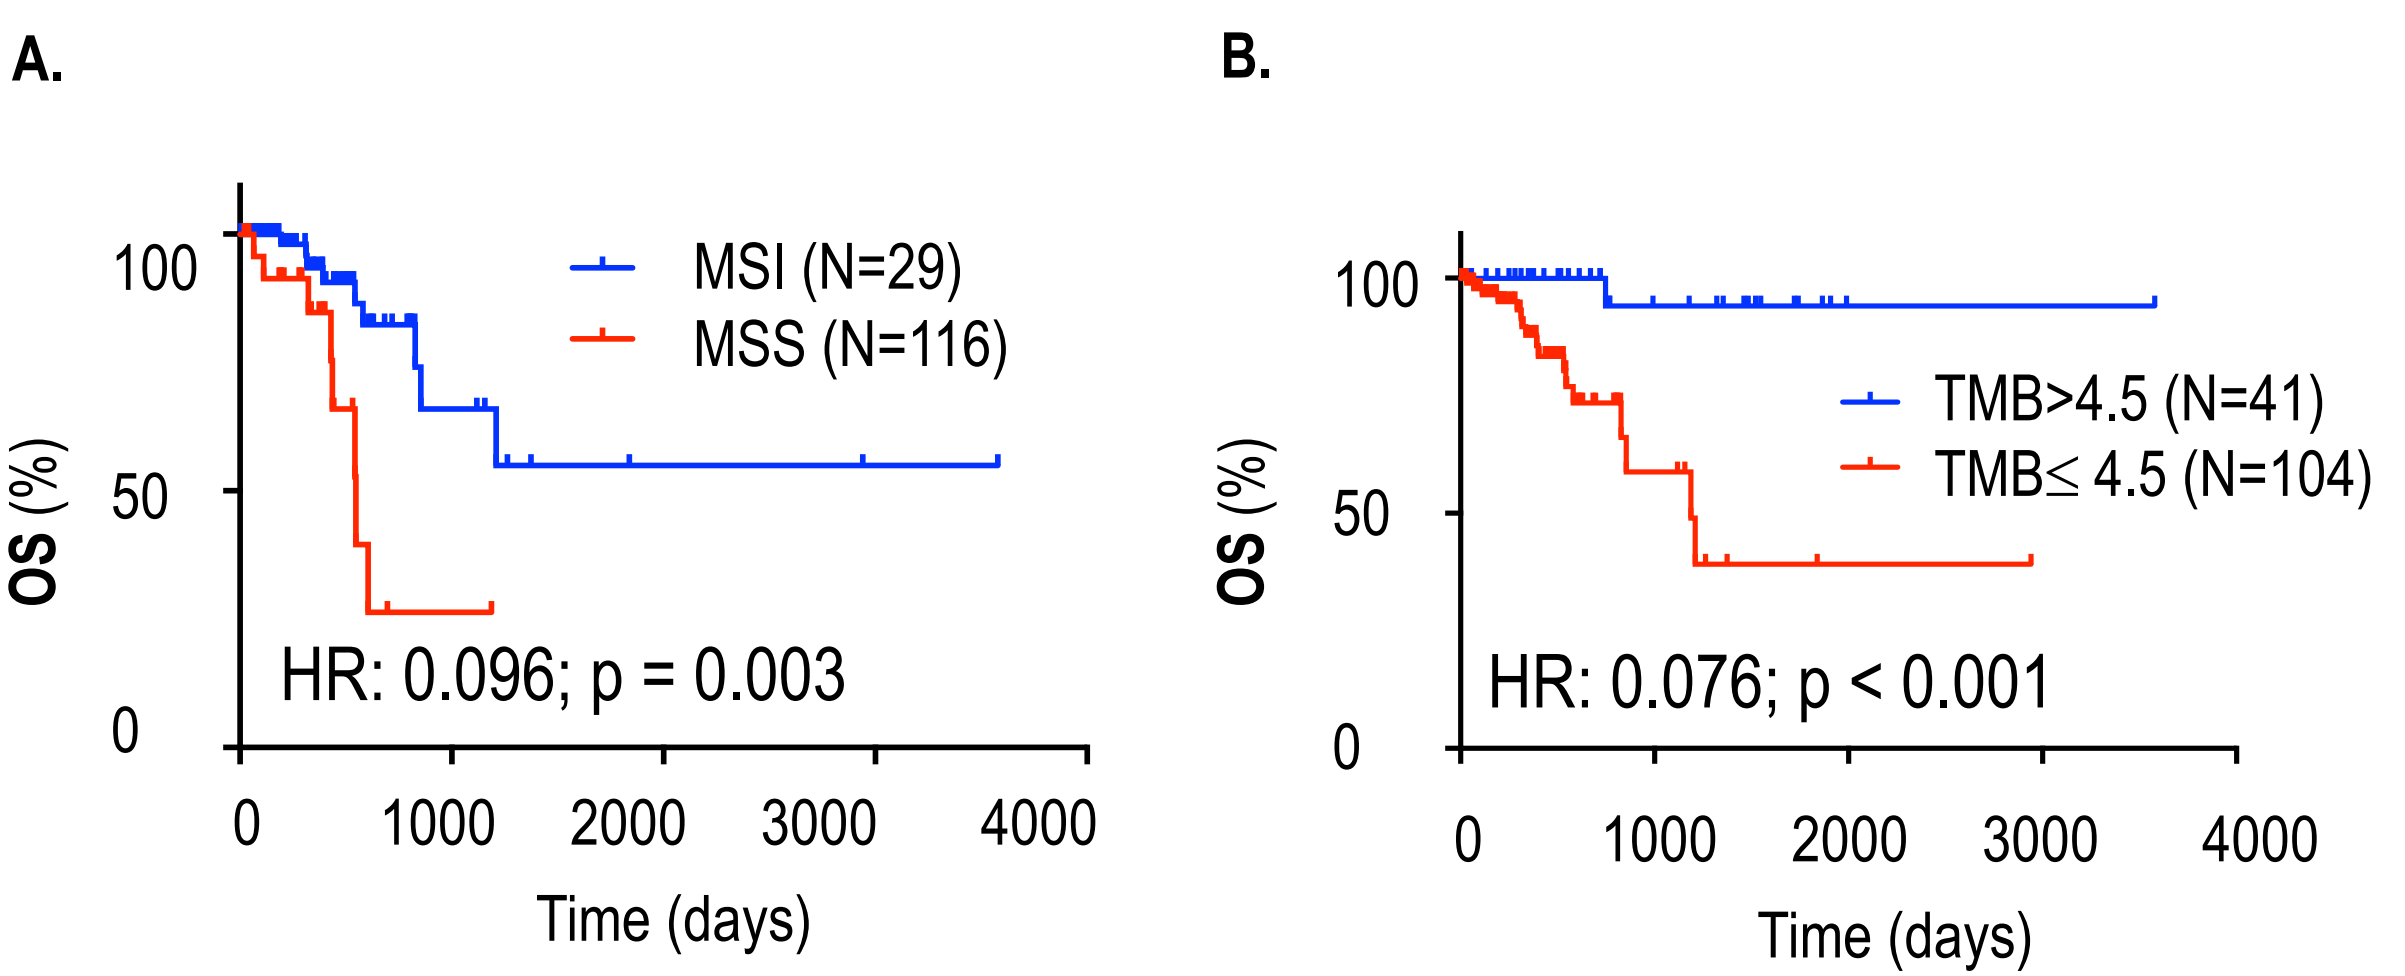 A.
OS (%)
100
50
0
MSI (N=29)
MSS (N=116)
HR: 0.096; p = 0.003
0 1000 2000 3000 4000
Time (days)
B.
OS (%)
100
50
0
TMB>4.5 (N=41)
TMB≤ 4.5 (N=104)
HR: 0.076; p < 0.001
0 1000 2000 3000 4000
Time (days)